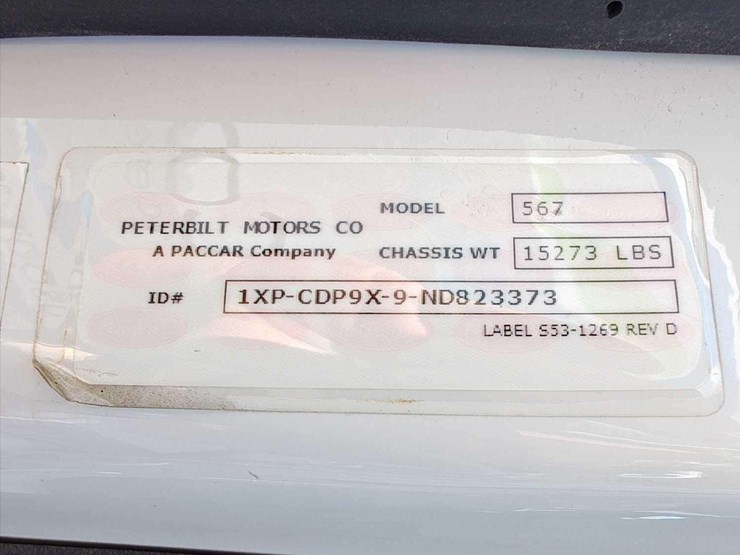 MODEL 567
PETERBILT MOTORS CO
A PACCAR Company
CHASSIS WT 15273 LBS
ID# 1XP-CDP9X-9-ND823373
LABEL S53-1269 REV D